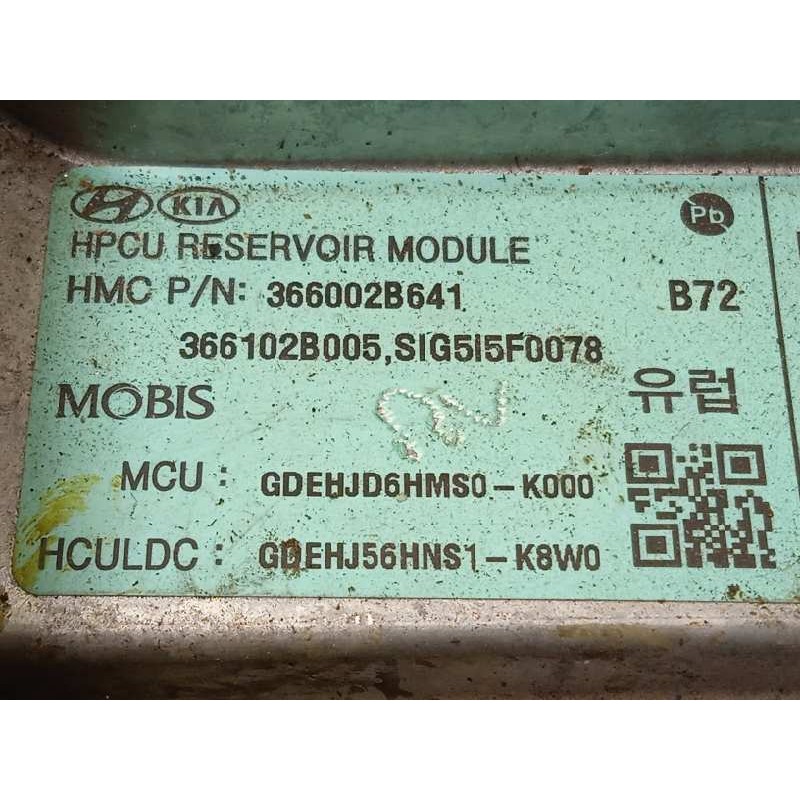 KIA Pb
HPCU RESERVOIR MODULE
HMC P/N: 366002B641 B72
366102B005,SIG5I5F0078
MOBIS 유럽
MCU : GDEHJD6HMS0-K000
HCULDC : GDEHJ56HNS1-K8W0